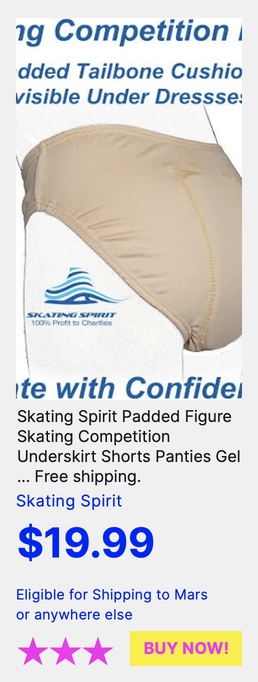 ng Competition
dded Tailbone Cushio
visible Under Dressses
SKATING SPIRIT
100% Profit to Charities
te with Confiden
Skating Spirit Padded Figure
Skating Competition
Underskirt Shorts Panties Gel
... Free shipping.
Skating Spirit
$19.99
Eligible for Shipping to Mars
or anywhere else
BUY NOW!